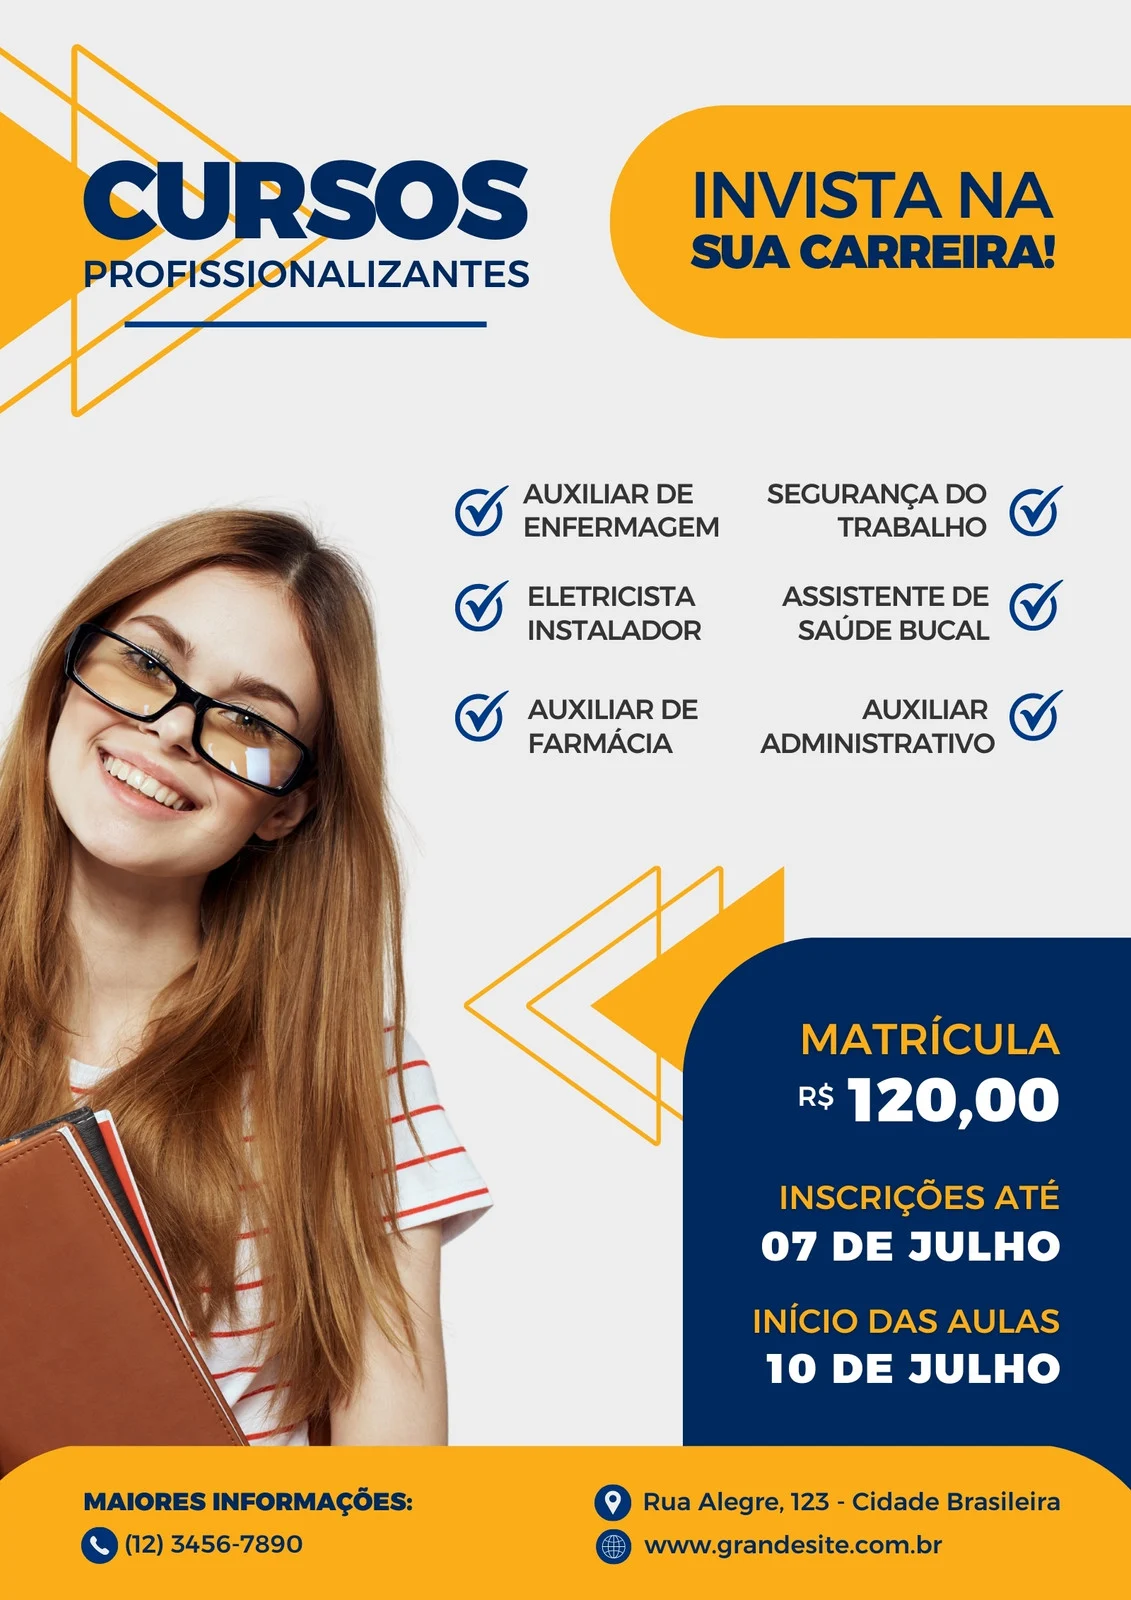 CURSOS
PROFISSIONALIZANTES
INVISTA NA
SUA CARREIRA!
AUXILIAR DE
ENFERMAGEM
SEGURANÇA DO
TRABALHO
ELETRICISTA
INSTALADOR
ASSISTENTE DE
SAÚDE BUCAL
AUXILIAR DE
FARMÁCIA
AUXILIAR
ADMINISTRATIVO
MATRÍCULA
R$ 120,00
INSCRIÇÕES ATÉ
07 DE JULHO
INÍCIO DAS AULAS
10 DE JULHO
MAIORES INFORMAÇÕES:
(12) 3456-7890
Rua Alegre, 123 - Cidade Brasileira
www.grandesite.com.br